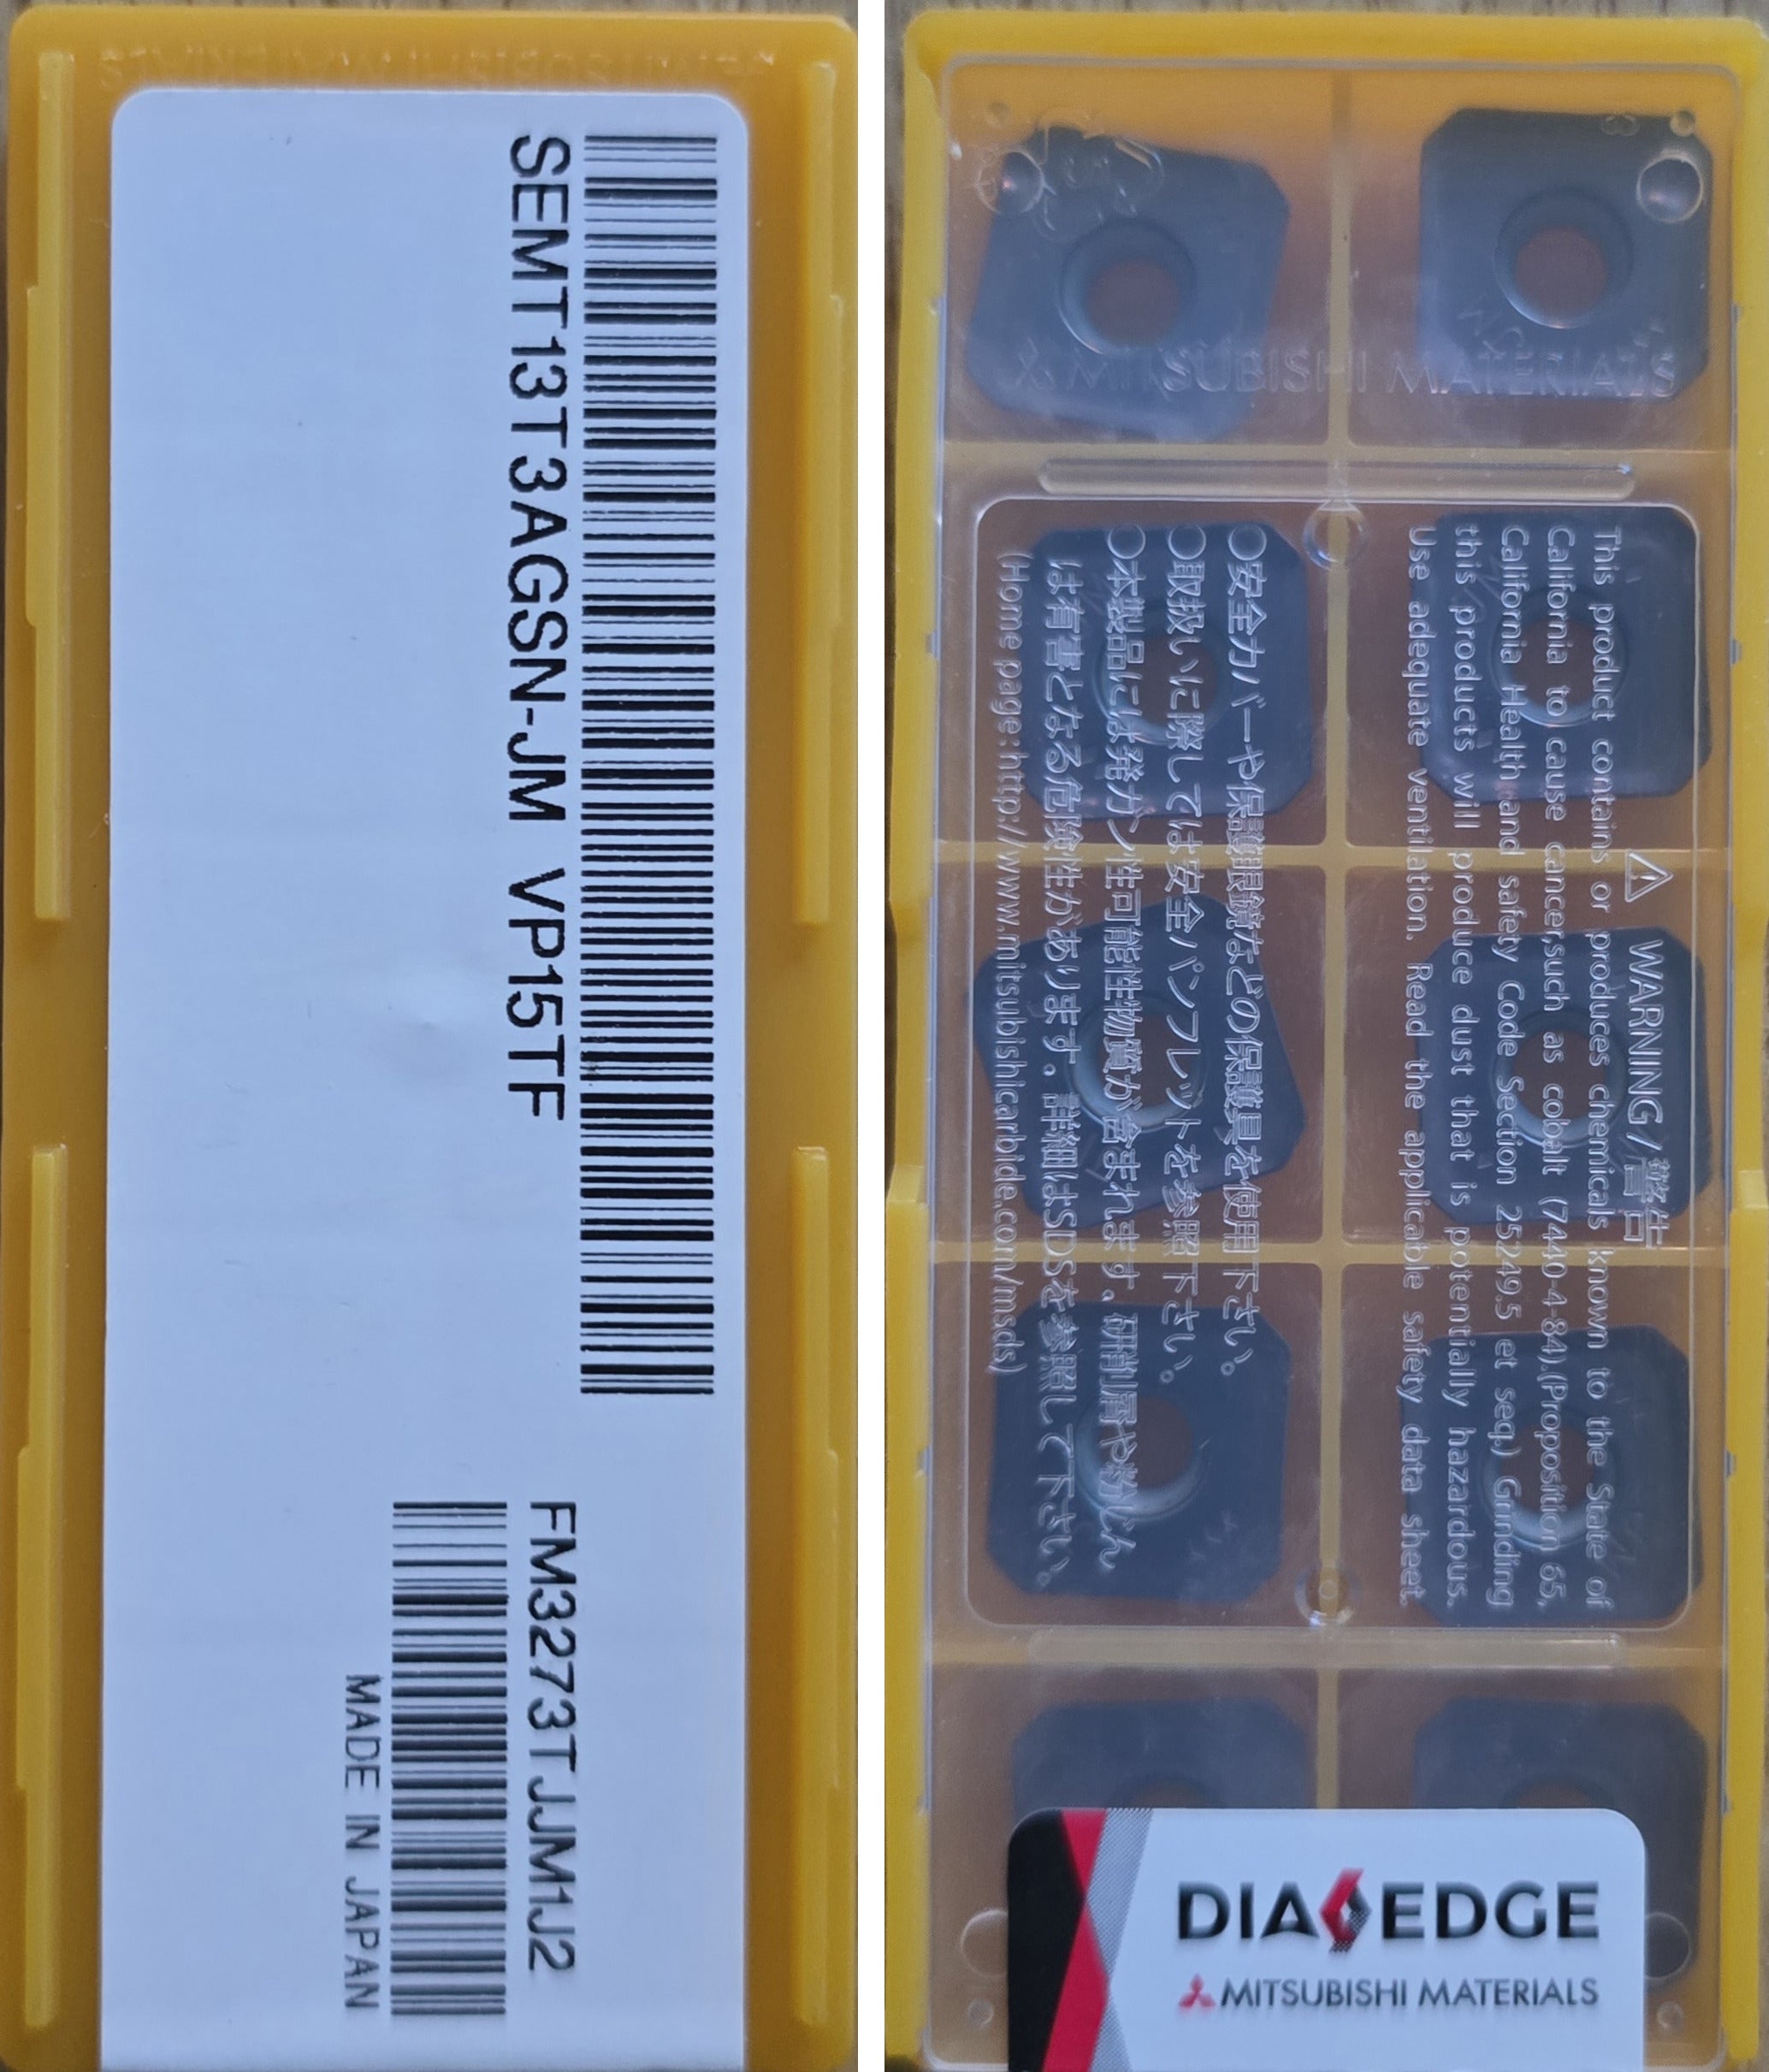 SEMT13T3AGSN-JM VP15TF
FM3273TJJM1J2
MADE IN JAPAN
MITSUBISHI MATERIALS
⚠ WARNING/警告
This product contains or produces chemicals known to the State of
California to cause cancer,such as cobalt (7440-4-84).(Proposition 65,
California Health and safety Code Section 25249.5 et seq.) Grinding
this products will produce dust that is potentially hazardous.
Use adequate ventilation. Read the applicable safety data sheet.
○安全カバーや保護眼鏡などの保護具を使用下さい。
○取扱いに際しては安全パンフレットを参照下さい。
○本製品には発ガン性可能性物質が含まれます。研削屑や粉じん
は有害となる危険性があります。詳細はSDSを参照して下さい。
(Home page:http://www.mitsubishicarbide.com/msds)
DIAEDGE
MITSUBISHI MATERIALS